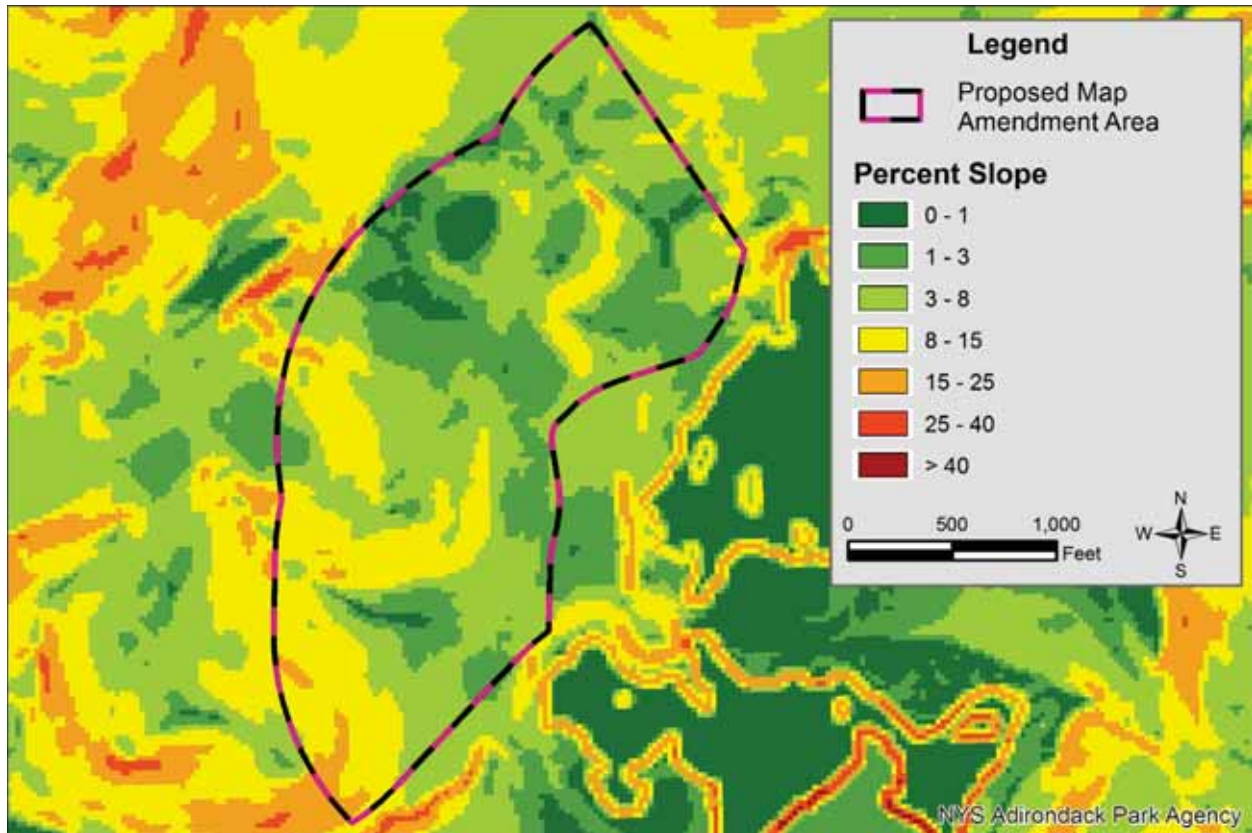 Legend
Proposed Map
Amendment Area
Percent Slope
0 - 1
1 - 3
3 - 8
8 - 15
15 - 25
25 - 40
> 40
0 500 1,000
Feet
N
W E
S
NYS Adirondack Park Agency